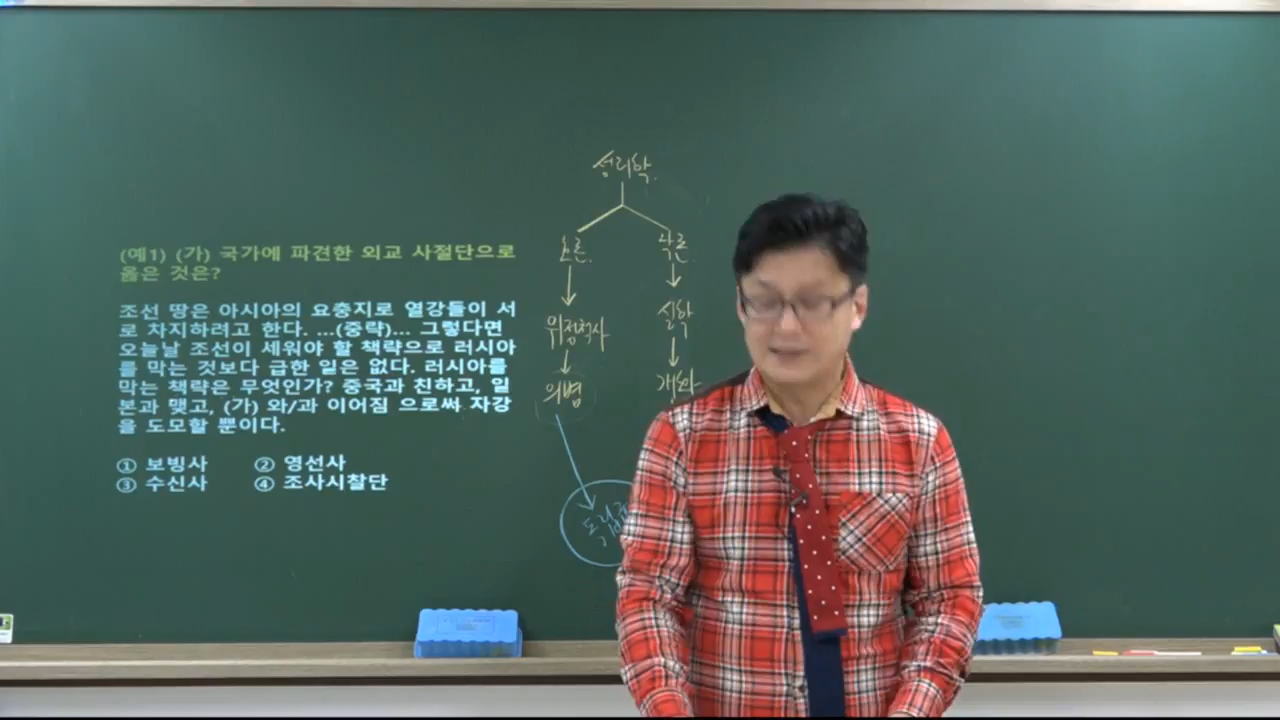 (예1) (가) 국가에 파견한 외교 사절단으로
옳은 것은?
조선 땅은 아시아의 요충지로 열강들이 서
로 차지하려고 한다. ...(중략)... 그렇다면
오늘날 조선이 세워야 할 책략으로 러시아
를 막는 것보다 급한 일은 없다. 러시아를
막는 책략은 무엇인가? 중국과 친하고, 일
본과 맺고, (가) 와/과 이어짐 으로써 자강
을 도모할 뿐이다.
① 보빙사 ② 영선사
③ 수신사 ④ 조사시찰단
성리학
노론 낙론
위정척사 실학
의병 개화